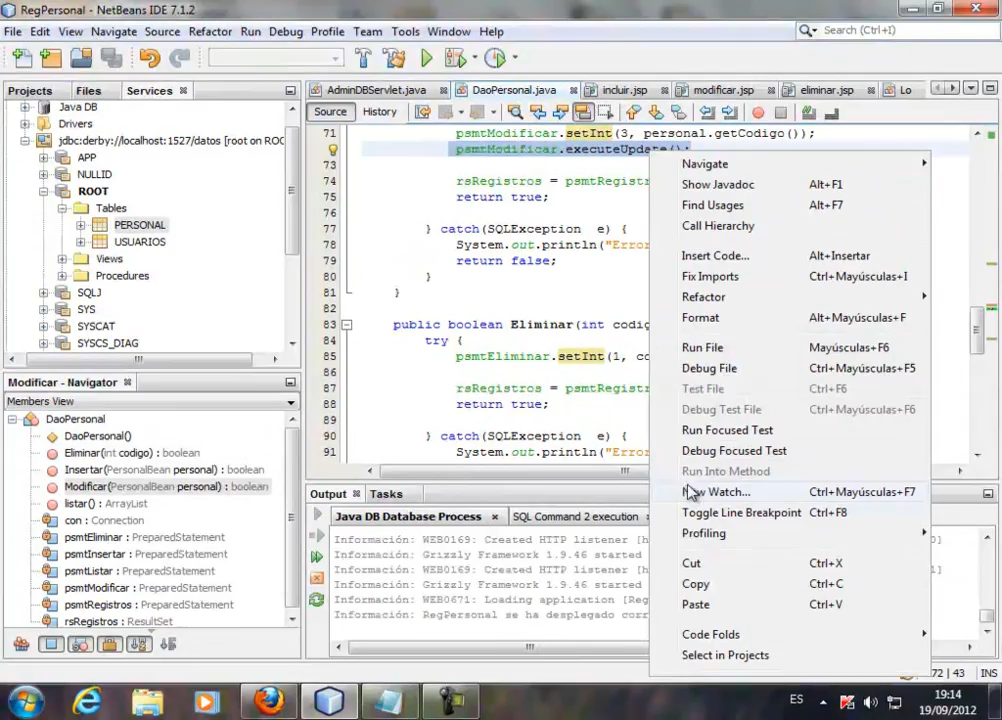 RegPersonal - NetBeans IDE 7.1.2
File Edit View Navigate Source Refactor Run Debug Profile Team Tools Window Help
Search (Ctrl+I)
Projects Files Services
AdminDBServlet.java DaoPersonal.java incluir.jsp modificar.jsp eliminar.jsp Lo
Source History
Java DB
Drivers
jdbc:derby://localhost:1527/datos [root on ROO
APP
NULLID
ROOT
Tables
PERSONAL
USUARIOS
Views
Procedures
SQLJ
SYS
SYSCAT
SYSCS_DIAG
71 psmtModificar.setInt(3, personal.getCodigo());
psmtModificar.executeUpdate();
73
74 rsRegistros = psmtRegistr
75 return true;
76
77 } catch(SQLException e) {
78 System.out.println("Error
79 return false;
80 }
81 }
82
83 public boolean Eliminar(int codigo
84 try {
85 psmtEliminar.setInt(1, co
86
87 rsRegistros = psmtRegistr
88 return true;
89
90 } catch(SQLException e) {
91 System.out.println("Error
Navigate
Show Javadoc Alt+F1
Find Usages Alt+F7
Call Hierarchy
Insert Code... Alt+Insertar
Fix Imports Ctrl+Mayúsculas+I
Refactor
Format Alt+Mayúsculas+F
Run File Mayúsculas+F6
Debug File Ctrl+Mayúsculas+F5
Test File Ctrl+F6
Debug Test File Ctrl+Mayúsculas+F6
Run Focused Test
Debug Focused Test
Run Into Method
New Watch... Ctrl+Mayúsculas+F7
Toggle Line Breakpoint Ctrl+F8
Profiling
Cut Ctrl+X
Copy Ctrl+C
Paste Ctrl+V
Code Folds
Select in Projects
Modificar - Navigator
Members View
DaoPersonal
DaoPersonal()
Eliminar(int codigo) : boolean
Insertar(PersonalBean personal) : boolean
Modificar(PersonalBean personal) : boolean
listar() : ArrayList
con : Connection
psmtEliminar : PreparedStatement
psmtInsertar : PreparedStatement
psmtListar : PreparedStatement
psmtModificar : PreparedStatement
psmtRegistros : PreparedStatement
rsRegistros : ResultSet
Output Tasks
Java DB Database Process SQL Command 2 execution
Información: WEB0169: Created HTTP listener [h
Información: Grizzly Framework 1.9.46 started
Información: WEB0169: Created HTTP listener [h
Información: Grizzly Framework 1.9.46 started
Información: WEB0671: Loading application [Reg
Información: RegPersonal se ha desplegado corr
72 | 43 INS
ES
19:14
19/09/2012